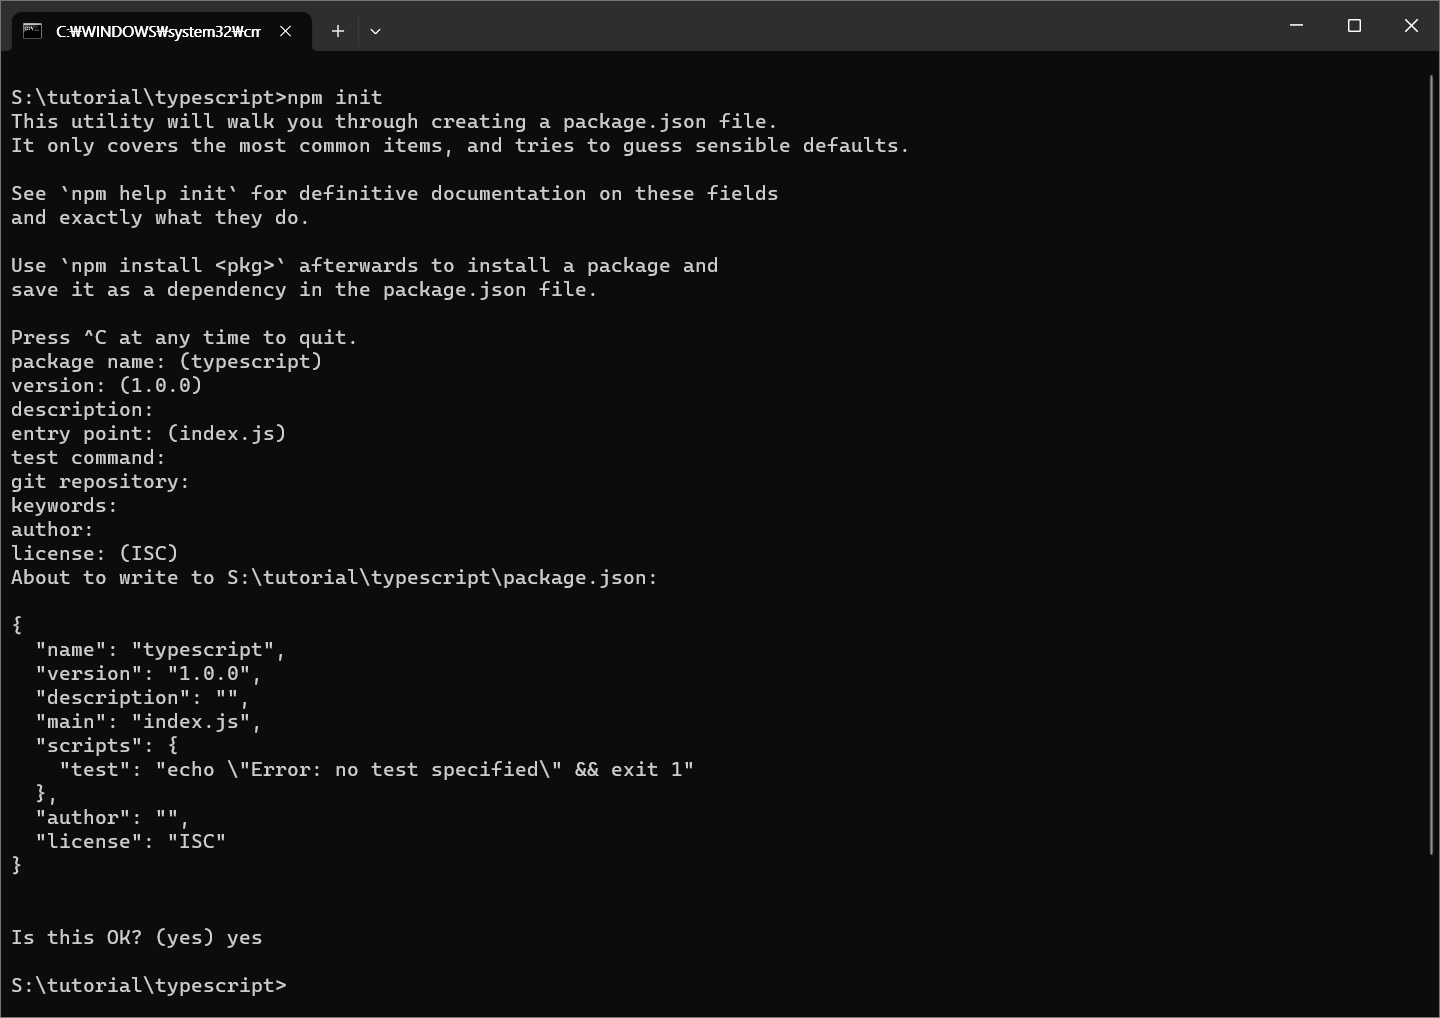 C:₩WINDOWS₩system32₩cm
S:\tutorial\typescript>npm init
This utility will walk you through creating a package.json file.
It only covers the most common items, and tries to guess sensible defaults.
See `npm help init` for definitive documentation on these fields
and exactly what they do.
Use `npm install <pkg>` afterwards to install a package and
save it as a dependency in the package.json file.
Press ^C at any time to quit.
package name: (typescript)
version: (1.0.0)
description:
entry point: (index.js)
test command:
git repository:
keywords:
author:
license: (ISC)
About to write to S:\tutorial\typescript\package.json:
{
  "name": "typescript",
  "version": "1.0.0",
  "description": "",
  "main": "index.js",
  "scripts": {
    "test": "echo \"Error: no test specified\" && exit 1"
  },
  "author": "",
  "license": "ISC"
}
Is this OK? (yes) yes
S:\tutorial\typescript>